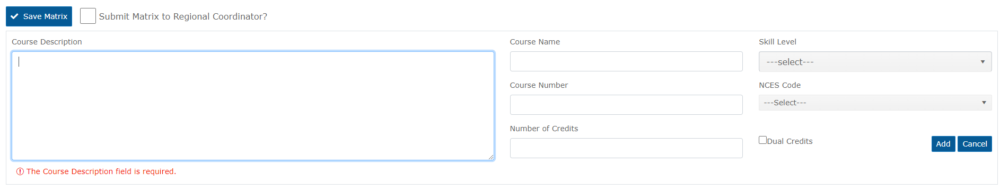 Save Matrix
Submit Matrix to Regional Coordinator?
Course Description
The Course Description field is required.
Course Name
Course Number
Number of Credits
Skill Level
---select---
NCES Code
---Select---
Dual Credits
Add
Cancel